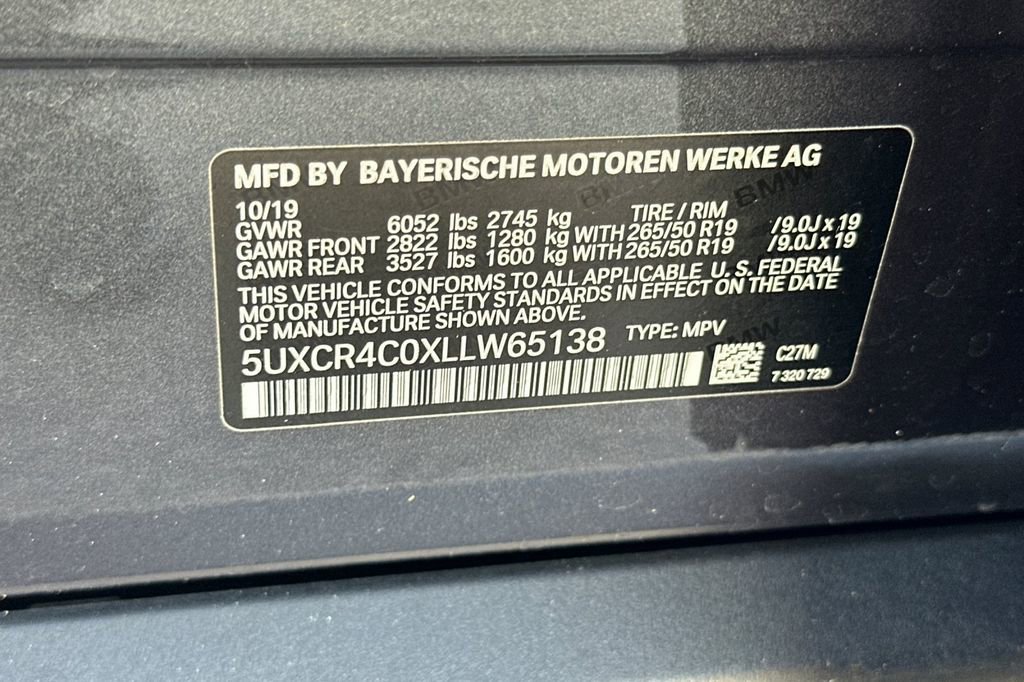 MFD BY BAYERISCHE MOTOREN WERKE AG
10/19 TIRE / RIM
GVWR 6052 lbs 2745 kg
GAWR FRONT 2822 lbs 1280 kg WITH 265/50 R19 /9.0J x 19
GAWR REAR 3527 lbs 1600 kg WITH 265/50 R19 /9.0J x 19
THIS VEHICLE CONFORMS TO ALL APPLICABLE U. S. FEDERAL
MOTOR VEHICLE SAFETY STANDARDS IN EFFECT ON THE DATE
OF MANUFACTURE SHOWN ABOVE.
5UXCR4C0XLLW65138 TYPE: MPV
C27M
7 320 729